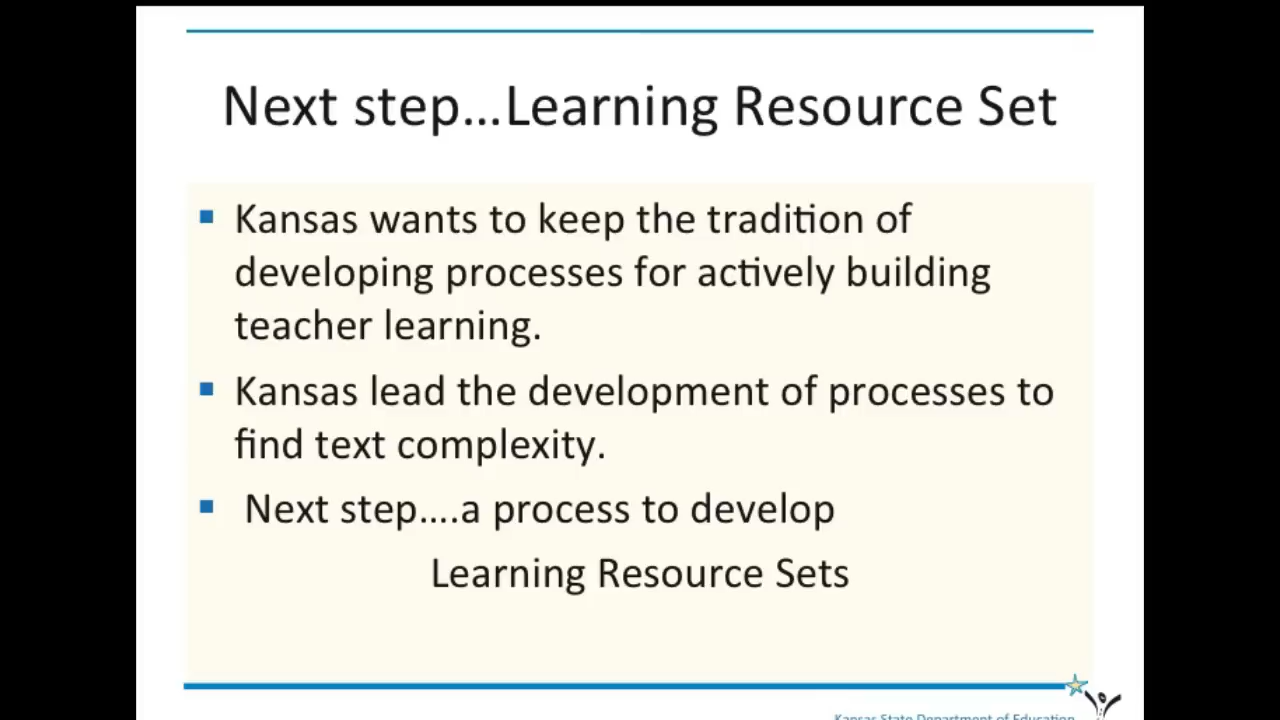 Next step...Learning Resource Set
Kansas wants to keep the tradition of
developing processes for actively building
teacher learning.
Kansas lead the development of processes to
find text complexity.
Next step....a process to develop
Learning Resource Sets
Kansas State Department of Education